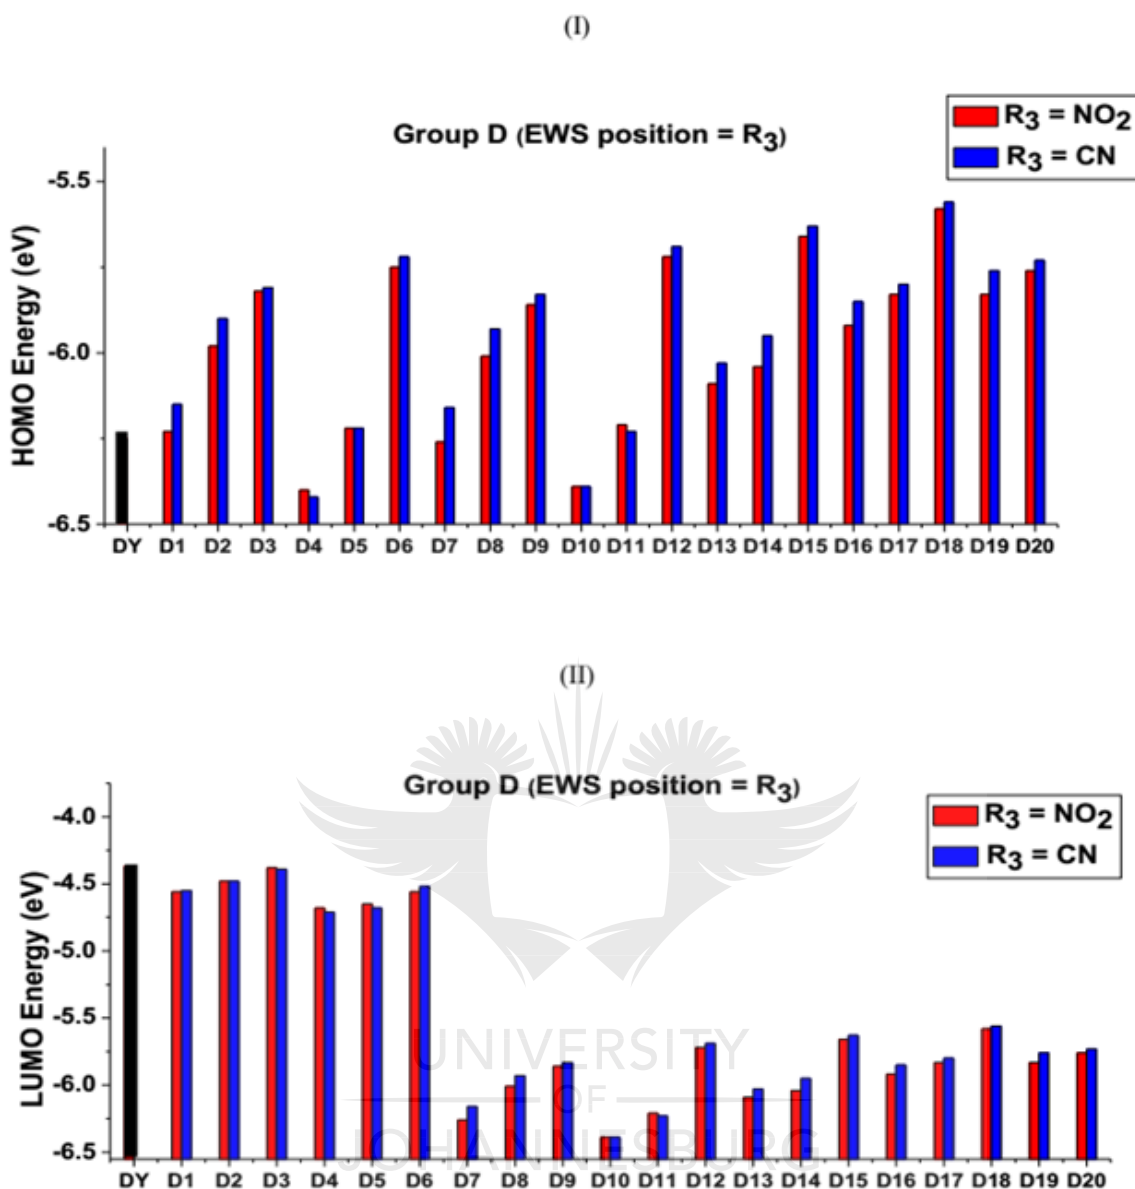 (I)
Group D (EWS position = R₃)
R₃ = NO₂
R₃ = CN
HOMO Energy (eV)
-5.5
-6.0
-6.5
DY D1 D2 D3 D4 D5 D6 D7 D8 D9 D10 D11 D12 D13 D14 D15 D16 D17 D18 D19 D20
(II)
Group D (EWS position = R₃)
R₃ = NO₂
R₃ = CN
LUMO Energy (eV)
-4.0
-4.5
-5.0
-5.5
-6.0
-6.5
UNIVERSITY
OF
JOHANNESBURG
DY D1 D2 D3 D4 D5 D6 D7 D8 D9 D10 D11 D12 D13 D14 D15 D16 D17 D18 D19 D20